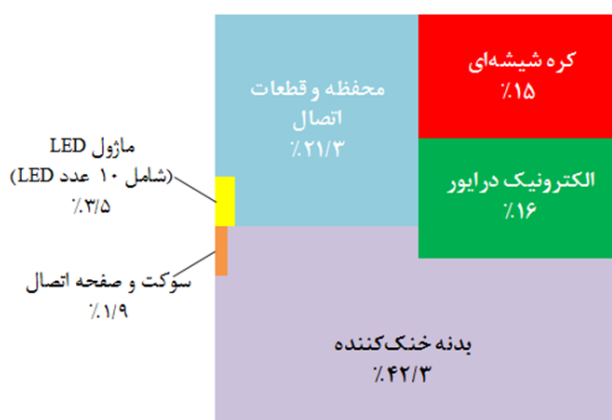 محفظه و قطعات
اتصال
٪۲۱/۳
کره شیشه‌ای
٪۱۵
ماژول LED
(شامل ۱۰ عدد LED)
٪۳/۵
الکترونیک درایور
٪۱۶
سوکت و صفحه اتصال
٪۱/۹
بدنه خنک‌کننده
٪۴۲/۳